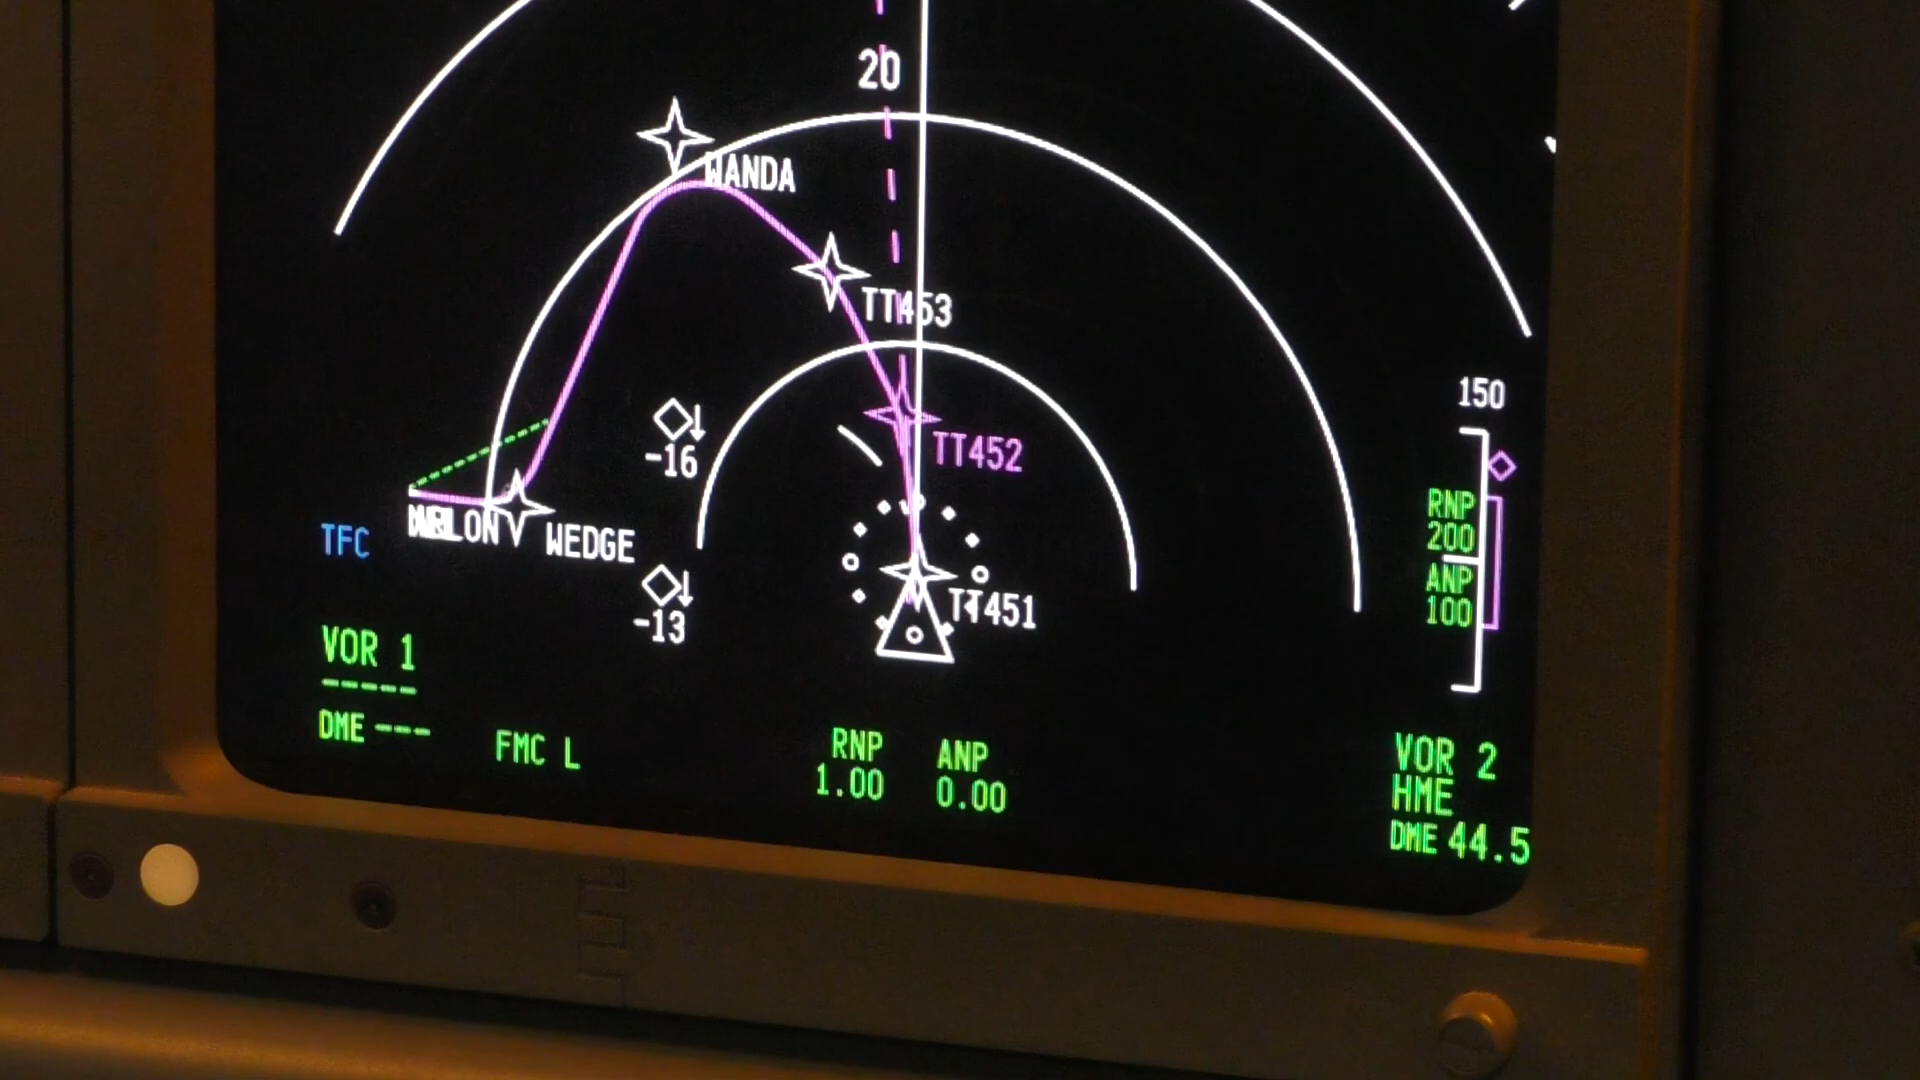 20
WANDA
TT453
150
TT452
-16
RNP
200
WEDGE
TFC
ANP
100
TT451
-13
VOR 1
-----
DME ---
FMC L
RNP
1.00
ANP
0.00
VOR 2
HME
DME 44.5